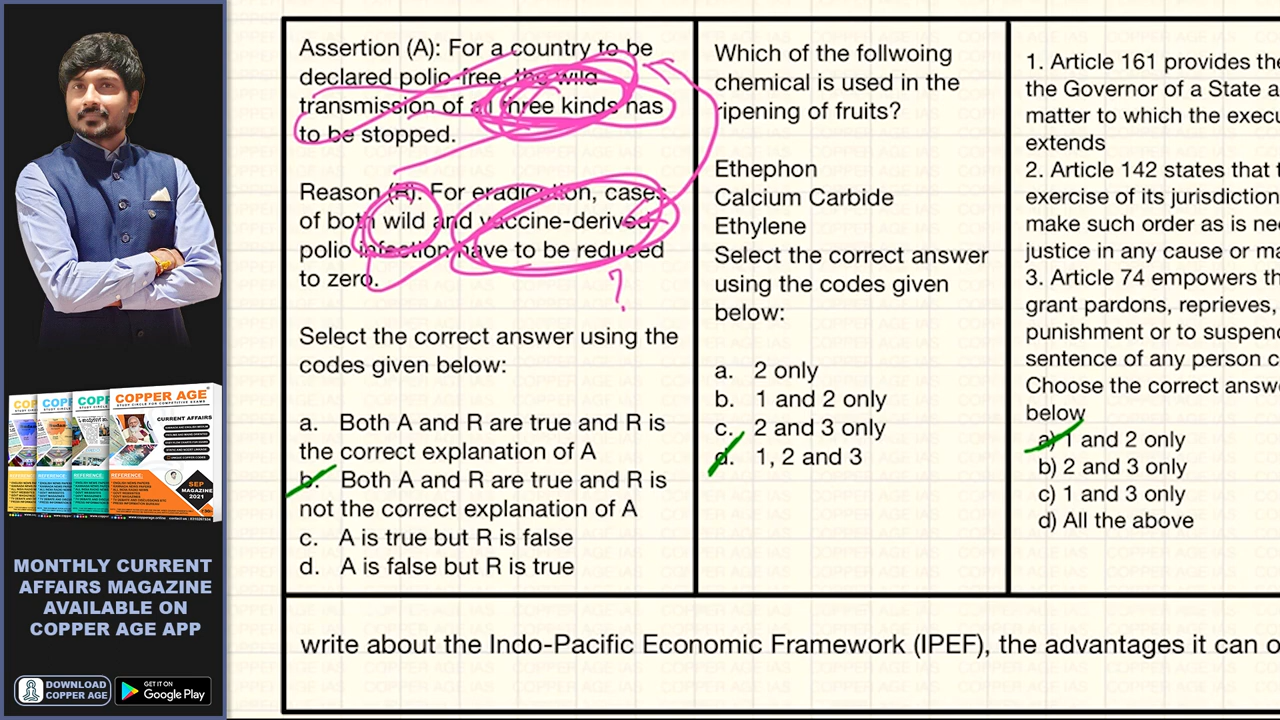 Assertion (A): For a country to be
declared polio-free, the wild
transmission of all three kinds has
to be stopped.
Reason (R): For eradication, cases
of both wild and vaccine-derived
polio infection have to be reduced
to zero.
?
Select the correct answer using the
codes given below:
a. Both A and R are true and R is
the correct explanation of A
b. Both A and R are true and R is
not the correct explanation of A
c. A is true but R is false
d. A is false but R is true
Which of the follwoing
chemical is used in the
ripening of fruits?
Ethephon
Calcium Carbide
Ethylene
Select the correct answer
using the codes given
below:
a. 2 only
b. 1 and 2 only
c. 2 and 3 only
d. 1, 2 and 3
1. Article 161 provides the
the Governor of a State a
matter to which the execu
extends
2. Article 142 states that t
exercise of its jurisdiction
make such order as is nec
justice in any cause or ma
3. Article 74 empowers th
grant pardons, reprieves,
punishment or to suspend
sentence of any person c
Choose the correct answ
below
a) 1 and 2 only
b) 2 and 3 only
c) 1 and 3 only
d) All the above
write about the Indo-Pacific Economic Framework (IPEF), the advantages it can o
COPPER AGE
CURRENT AFFAIRS
REFERENCE:
SEP
MAGAZINE
2021
MONTHLY CURRENT
AFFAIRS MAGAZINE
AVAILABLE ON
COPPER AGE APP
DOWNLOAD
COPPER AGE
GET IT ON
Google Play